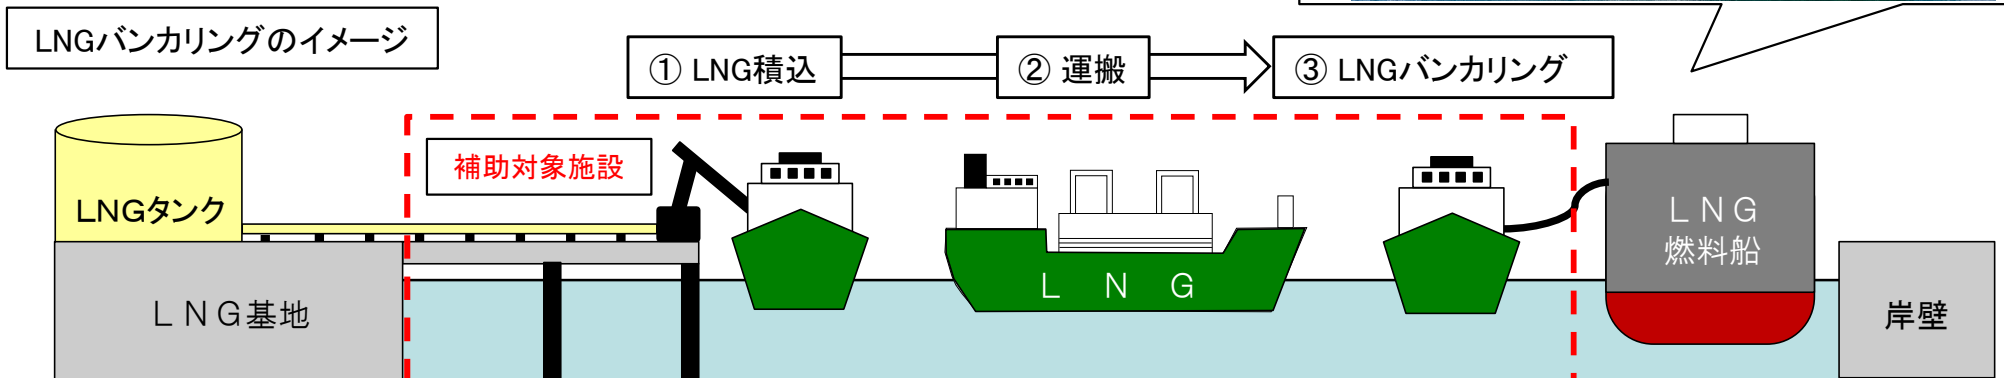 LNGバンカリングのイメージ
① LNG積込
② 運搬
③ LNGバンカリング
補助対象施設
LNGタンク
LNG基地
LNG
LNG
燃料船
岸壁